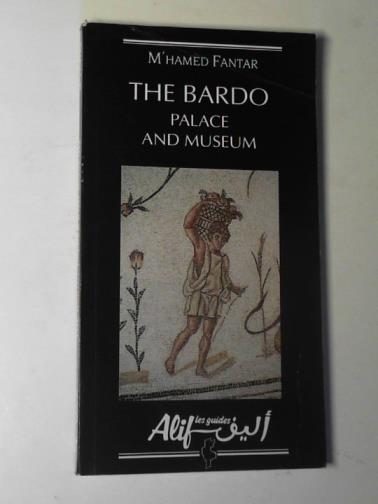 M'HAMED FANTAR
THE BARDO
PALACE
AND MUSEUM
les guides
Alif أليف